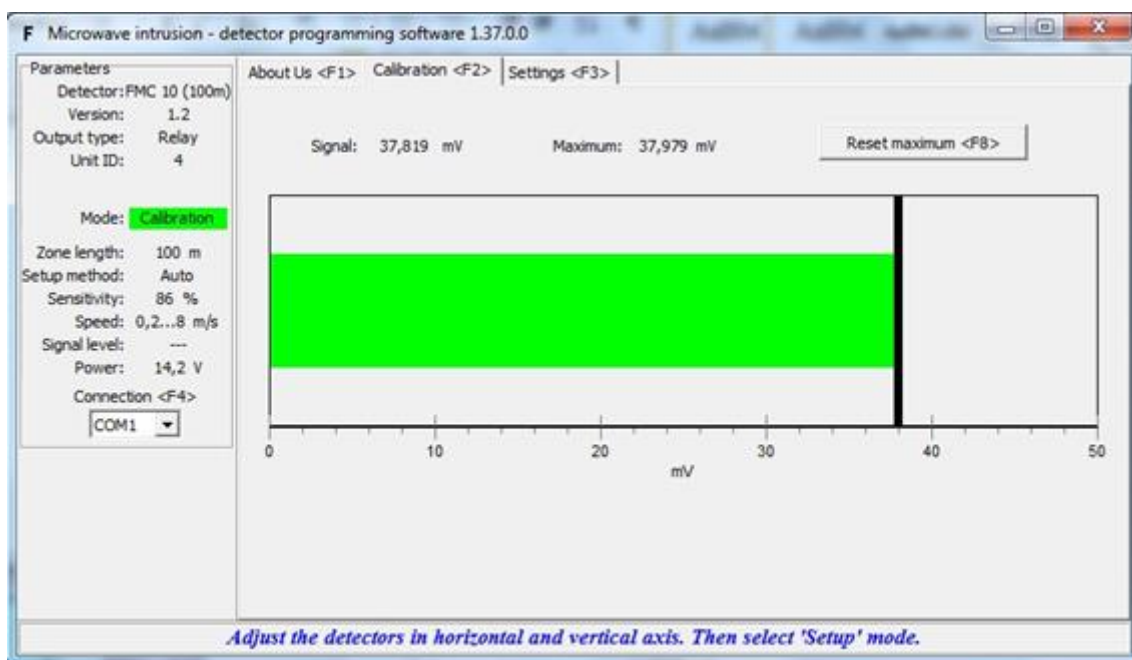 F Microwave intrusion - detector programming software 1.37.0.0
Parameters
Detector: FMC 10 (100m)
Version: 1.2
Output type: Relay
Unit ID: 4
Mode: Calibration
Zone length: 100 m
Setup method: Auto
Sensitivity: 86 %
Speed: 0,2...8 m/s
Signal level: ---
Power: 14,2 V
Connection <F4>
COM1
About Us <F1> Calibration <F2> Settings <F3>
Signal: 37,819 mV Maximum: 37,979 mV Reset maximum <F8>
0 10 20 30 40 50
mV
Adjust the detectors in horizontal and vertical axis. Then select 'Setup' mode.